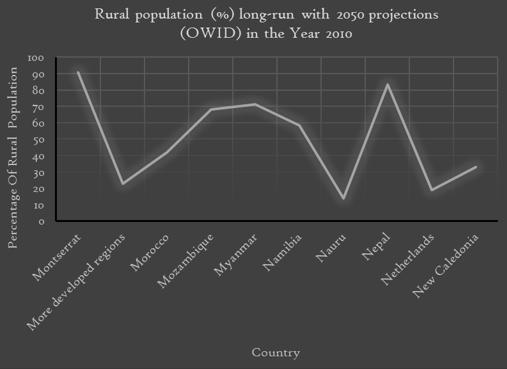 Rural population (%) long-run with 2050 projections
(OWID) in the Year 2010
Percentage Of Rural Population
100
90
80
70
60
50
40
30
20
10
0
Montserrat
More developed regions
Morocco
Mozambique
Myanmar
Namibia
Nauru
Nepal
Netherlands
New Caledonia
Country